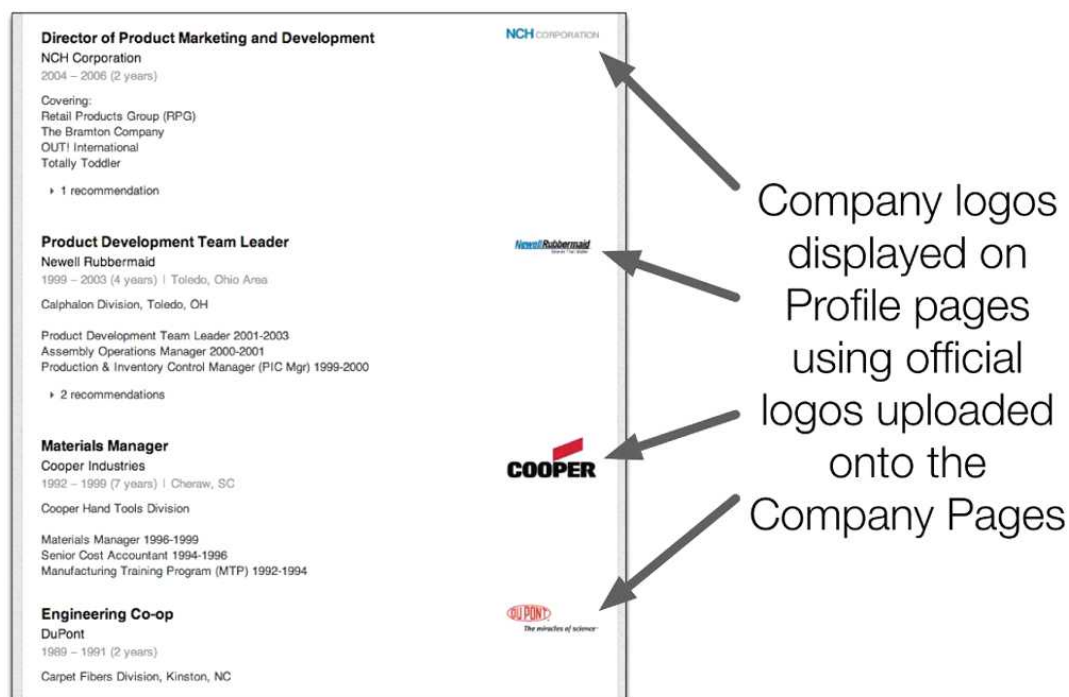 Director of Product Marketing and Development
NCH CORPORATION
NCH Corporation
2004 – 2006 (2 years)
Covering:
Retail Products Group (RPG)
The Bramton Company
OUT! International
Totally Toddler
1 recommendation
Product Development Team Leader
NewellRubbermaid
Newell Rubbermaid
1999 – 2003 (4 years) | Toledo, Ohio Area
Calphalon Division, Toledo, OH
Product Development Team Leader 2001-2003
Assembly Operations Manager 2000-2001
Production & Inventory Control Manager (PIC Mgr) 1999-2000
2 recommendations
Materials Manager
COOPER
Cooper Industries
1992 – 1999 (7 years) | Cheraw, SC
Cooper Hand Tools Division
Materials Manager 1996-1999
Senior Cost Accountant 1994-1996
Manufacturing Training Program (MTP) 1992-1994
Engineering Co-op
DU PONT
The miracles of science
DuPont
1989 – 1991 (2 years)
Carpet Fibers Division, Kinston, NC
Company logos
displayed on
Profile pages
using official
logos uploaded
onto the
Company Pages